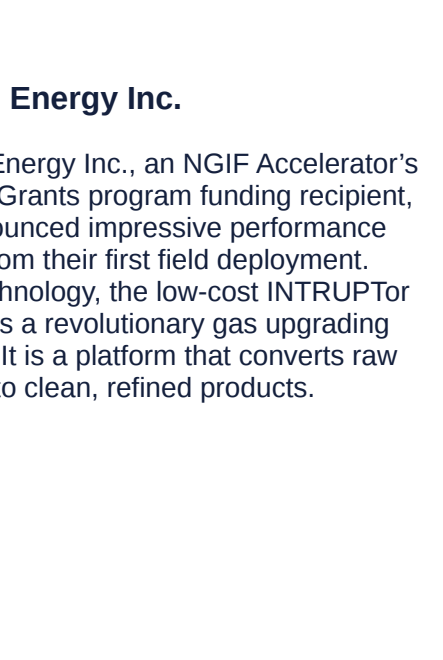 Energy Inc.
Energy Inc., an NGIF Accelerator’s
Grants program funding recipient,
ounced impressive performance
om their first field deployment.
hnology, the low-cost INTRUPTor
s a revolutionary gas upgrading
It is a platform that converts raw
to clean, refined products.